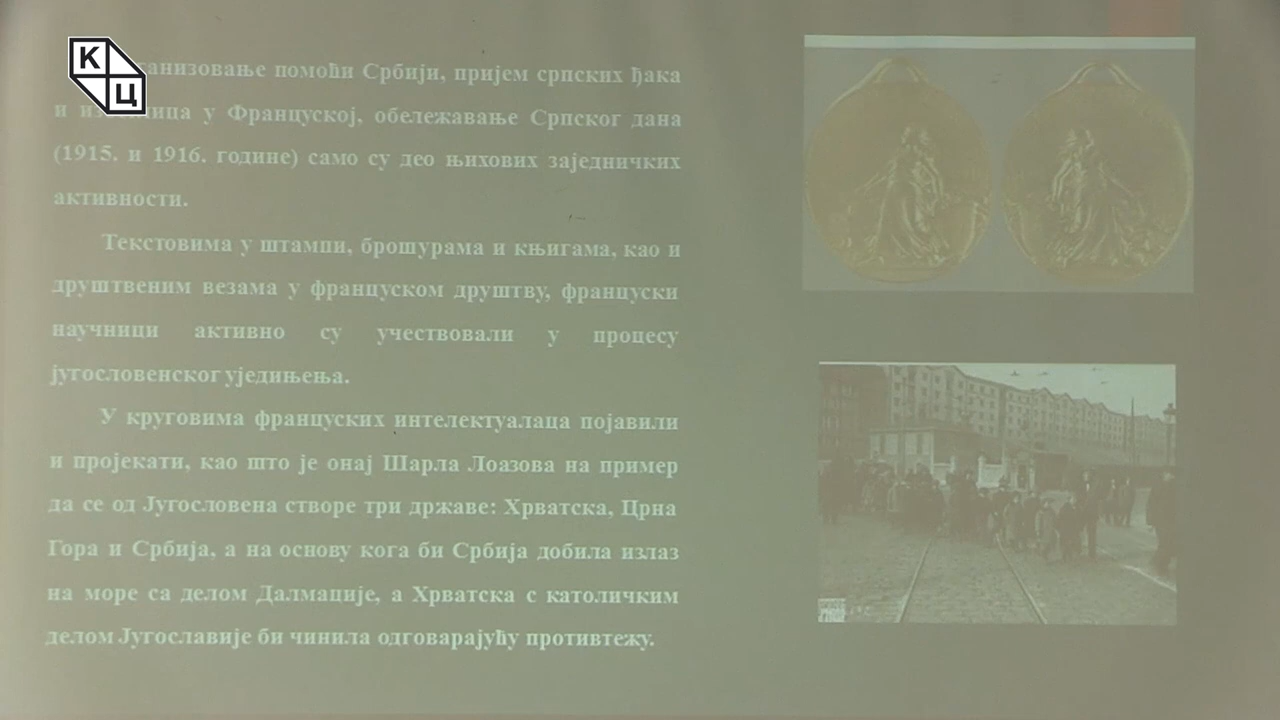 К
Ц
помоћи Србији, пријем српских ђака
и у Француској, обележавање Српског дана
(1915. и 1916. године) само су део њихових заједничких
активности.
Текстовима у штампи, брошурама и књигама, као и
друштвеним везама у француском друштву, француски
научници активно су учествовали у процесу
југословенског уједињења.
У круговима француских интелектуалаца појавили
и пројекати, као што је онај Шарла Лоазова на пример
да се од Југословена створе три државе: Хрватска, Црна
Гора и Србија, а на основу кога би Србија добила излаз
на море са делом Далмације, а Хрватска с католичким
делом Југославије би чинила одговарајућу противтежу.